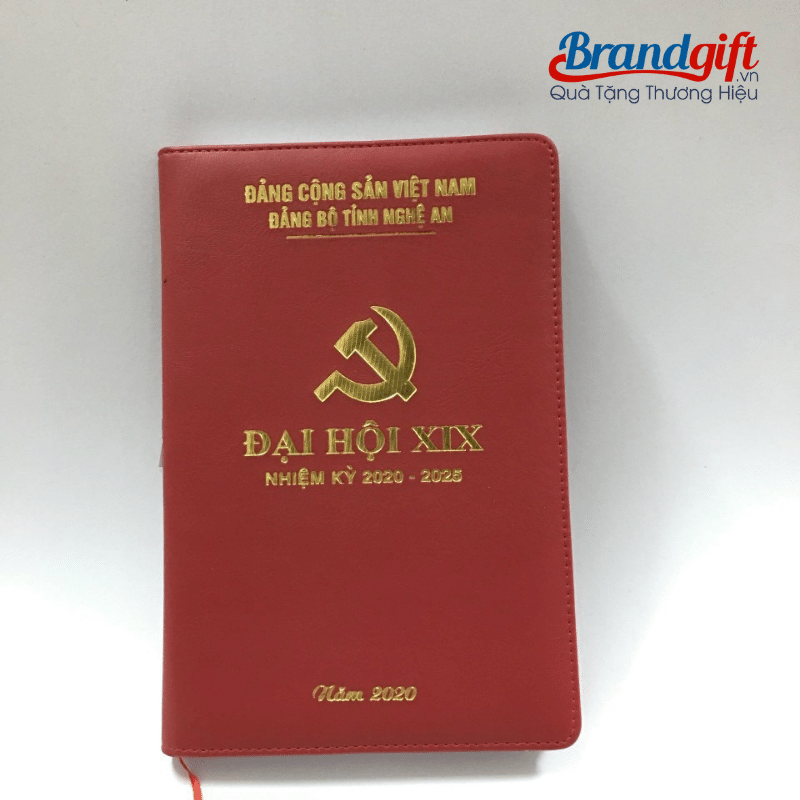 Brandgift
.vn
Quà Tặng Thương Hiệu
ĐẢNG CỘNG SẢN VIỆT NAM
ĐẢNG BỘ TỈNH NGHỆ AN
ĐẠI HỘI XIX
NHIỆM KỲ 2020 - 2025
Năm 2020